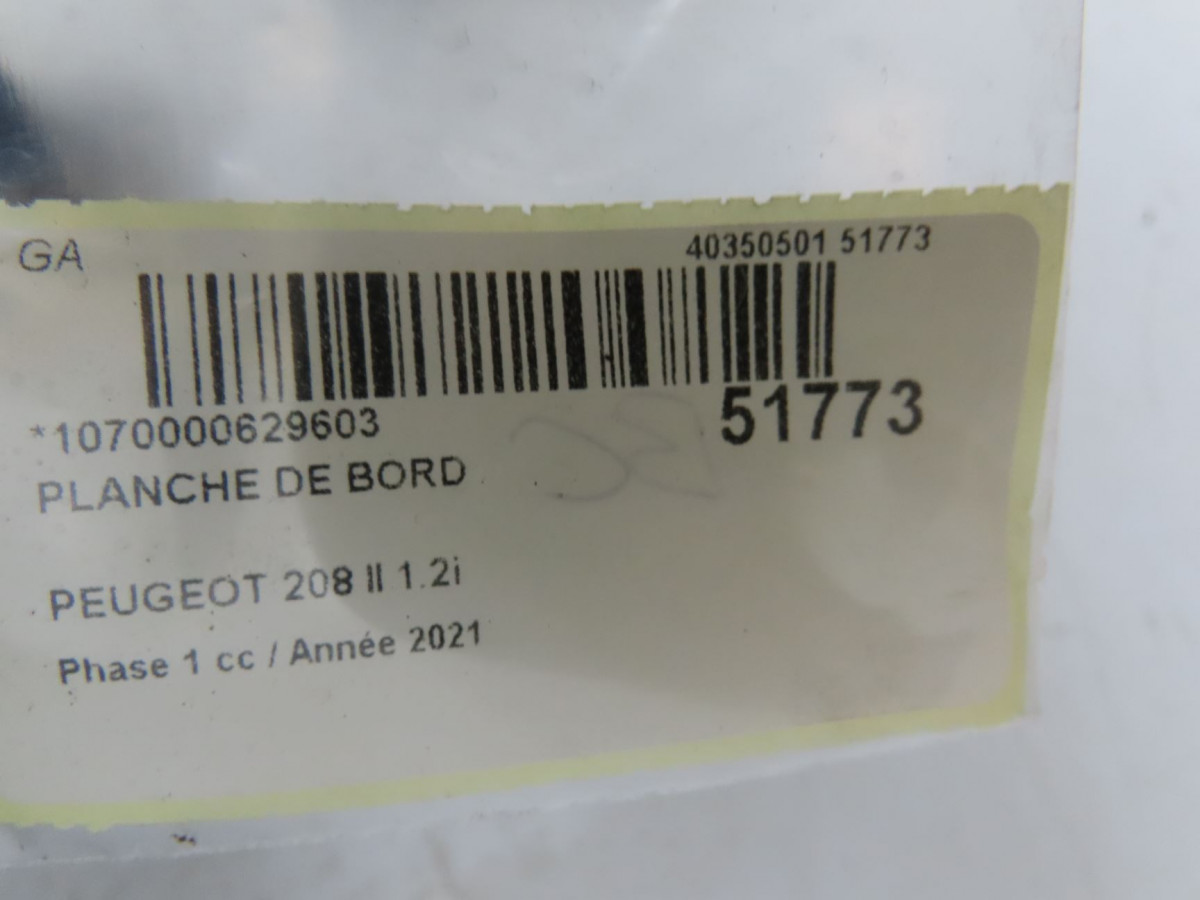 GA
40350501 51773
*1070000629603
51773
PLANCHE DE BORD
PEUGEOT 208 II 1.2i
Phase 1 cc / Année 2021